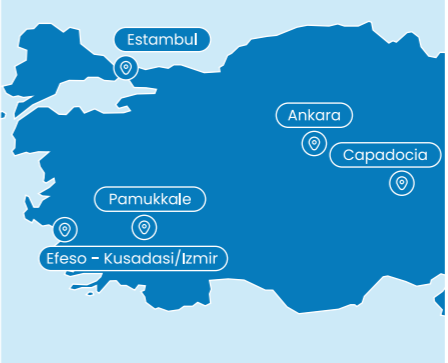 Estambul
Ankara
Capadocia
Pamukkale
Efeso - Kusadasi/Izmir